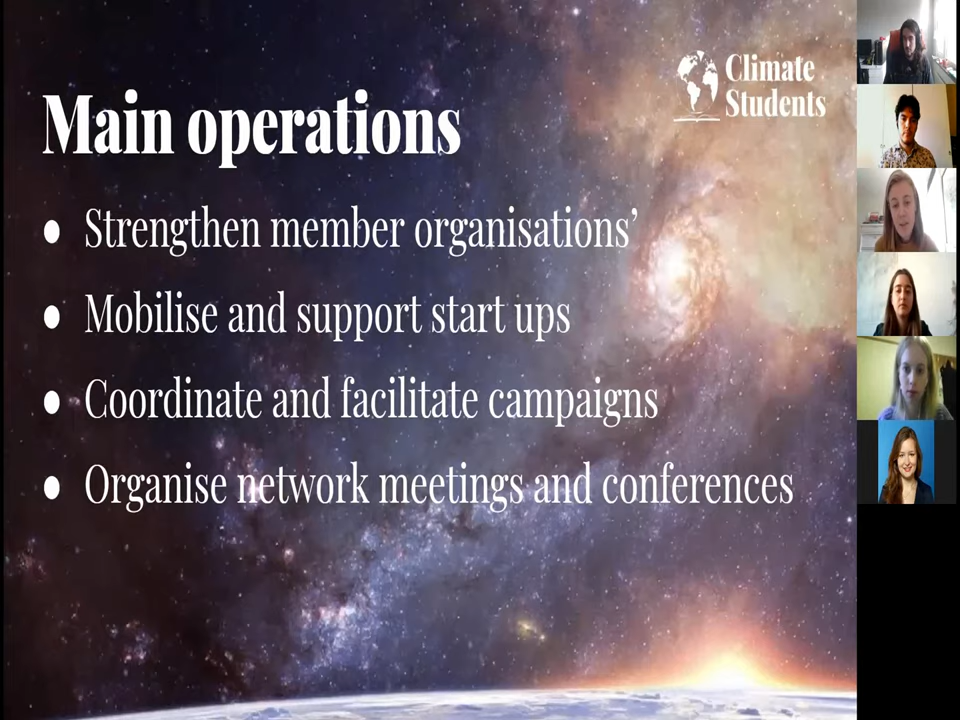 Climate
Students
Main operations
• Strengthen member organisations’
• Mobilise and support start ups
• Coordinate and facilitate campaigns
• Organise network meetings and conferences